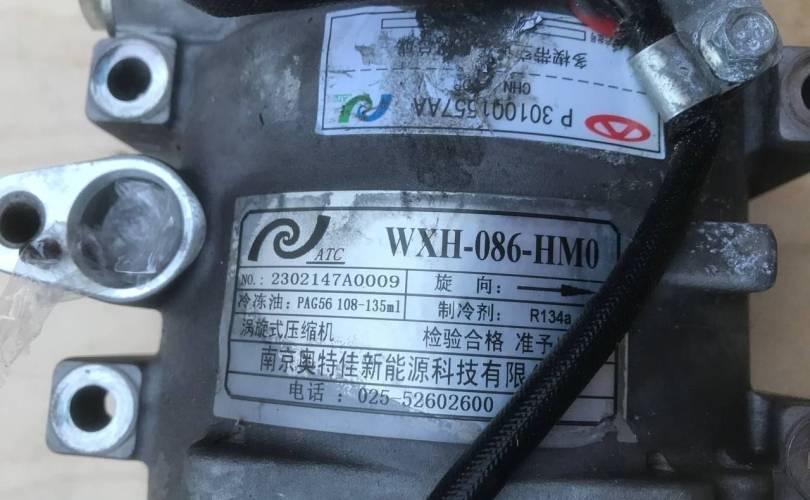 多楔带
CHN
P 301001557AA
ATC
WXH-086-HM0
NO.: 2302147A0009
旋 向:
冷冻油: PAG56 108-135ml
制冷剂: R134a
涡旋式压缩机
检验合格 准予
南京奥特佳新能源科技有限
电话: 025-52602600